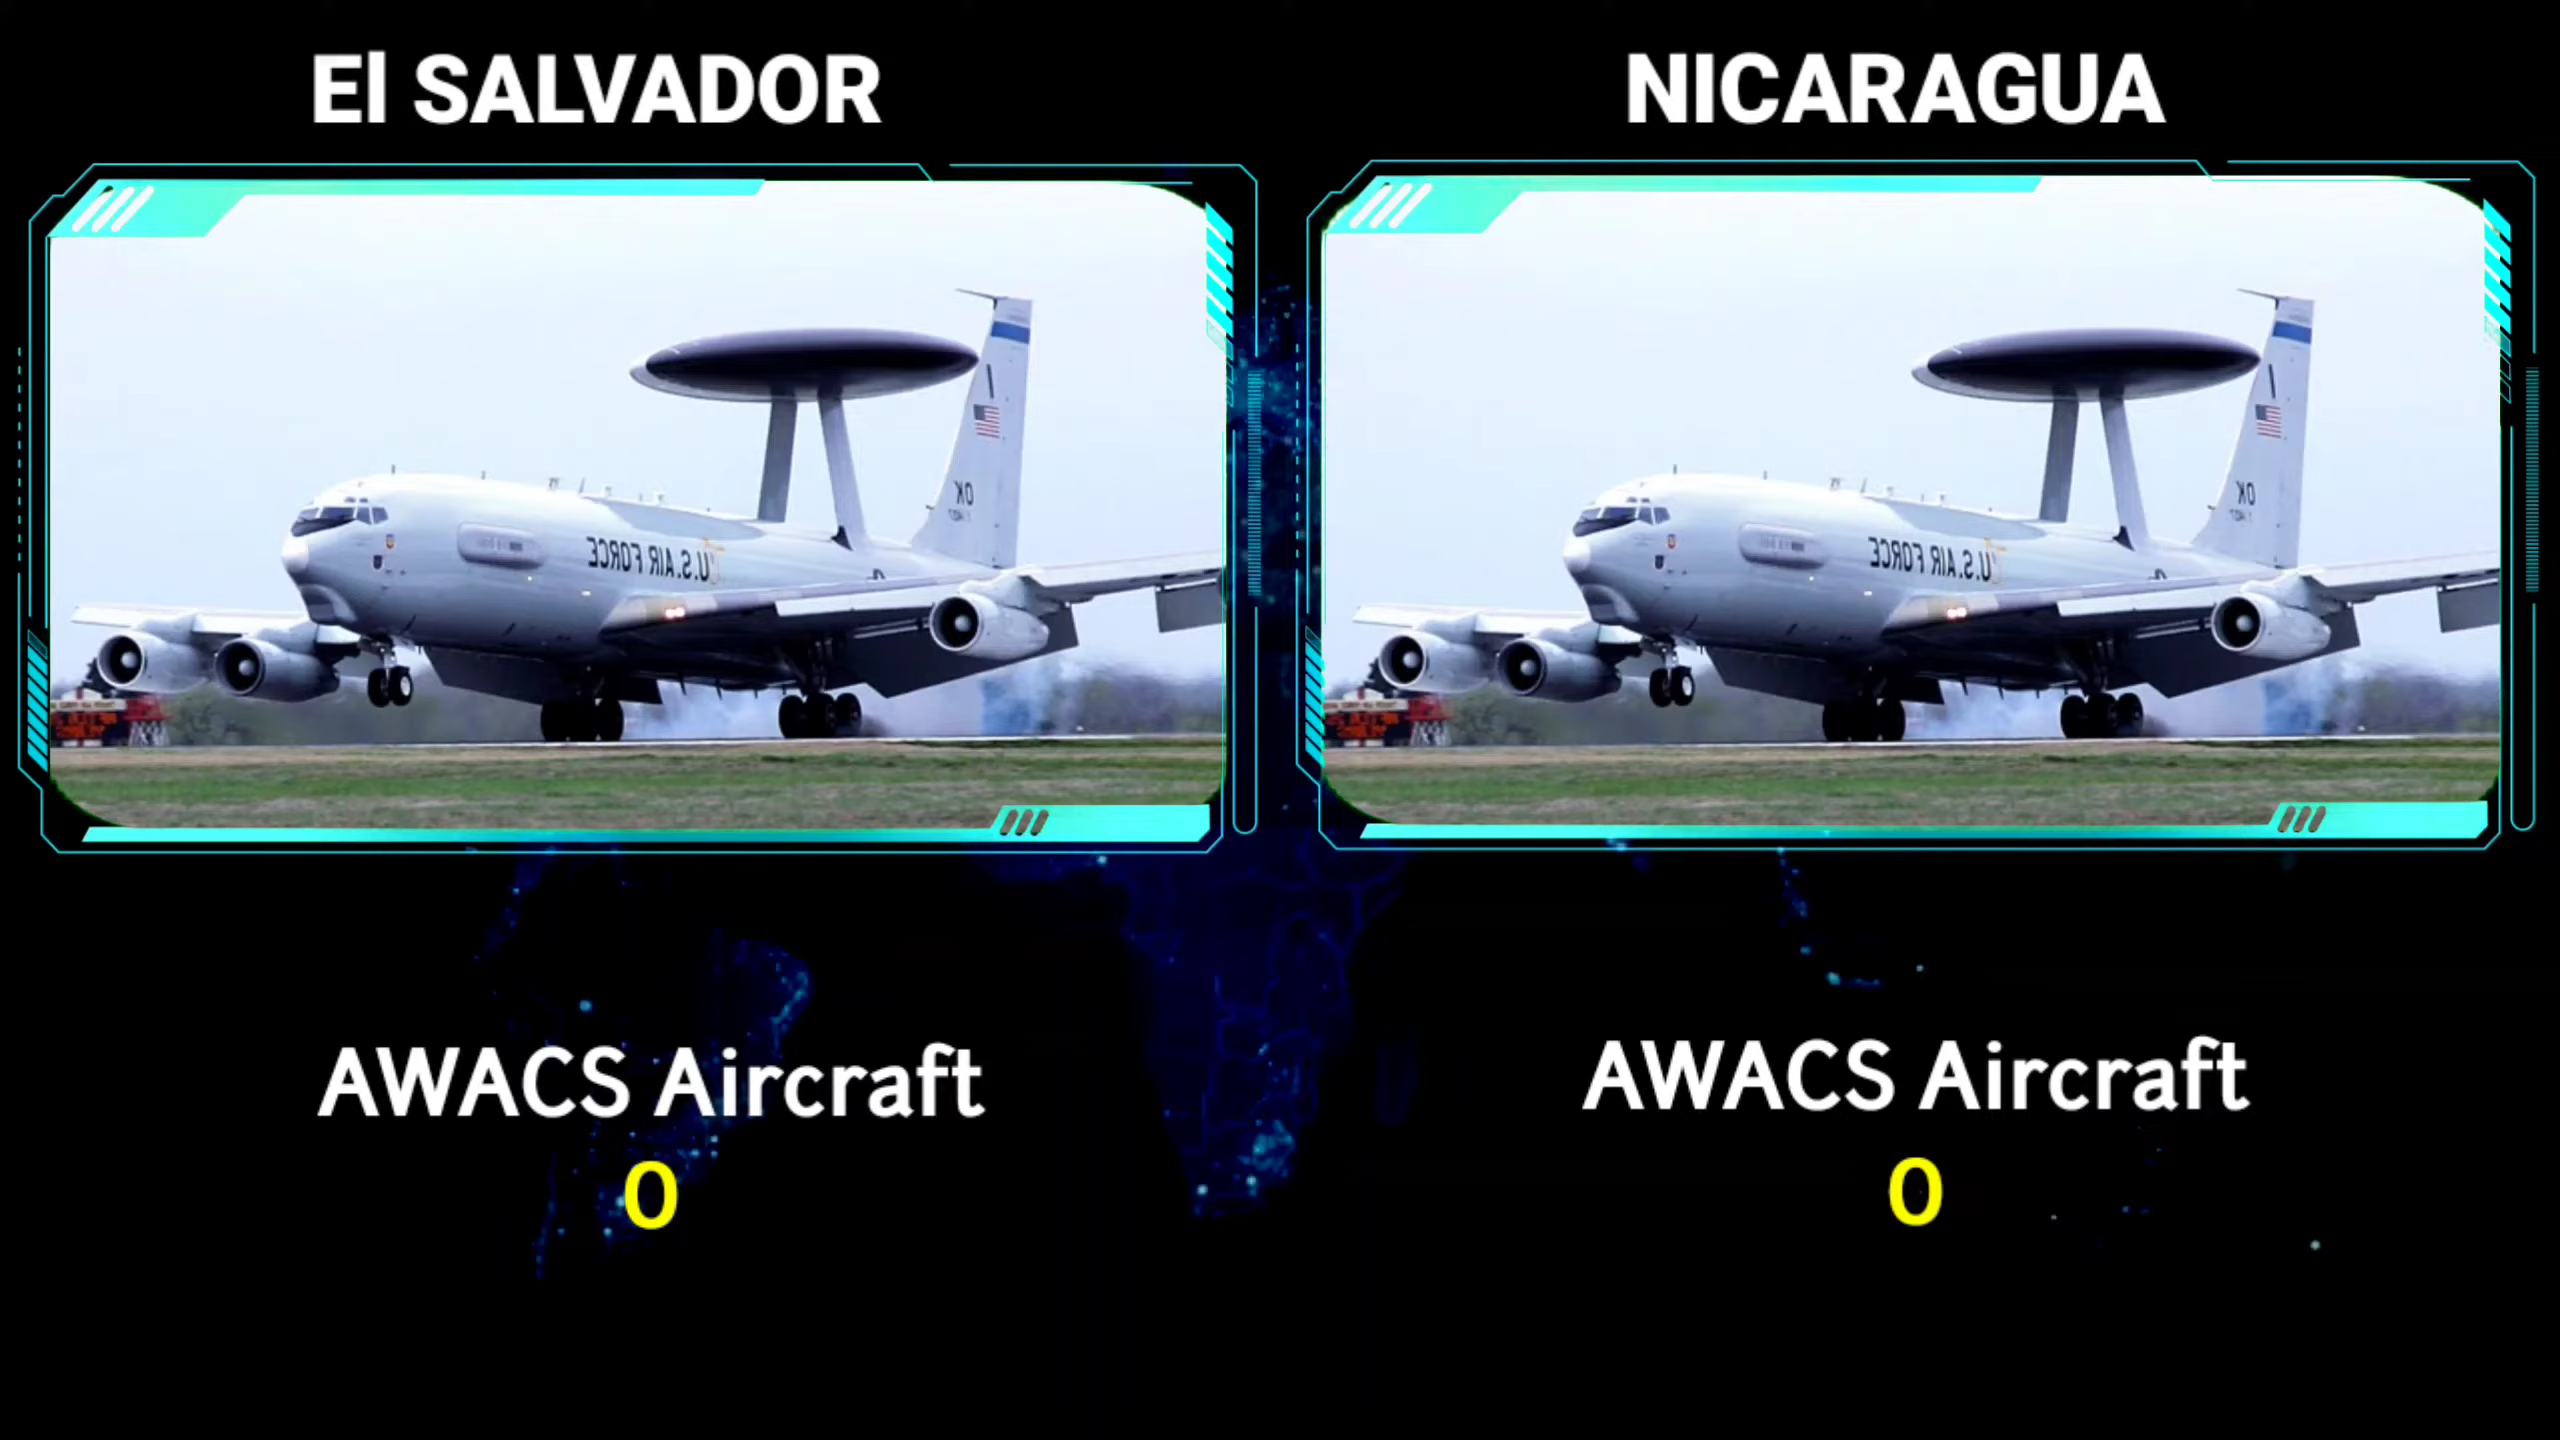 El SALVADOR
NICARAGUA
OK
U.S. AIR FORCE
OK
U.S. AIR FORCE
AWACS Aircraft
0
AWACS Aircraft
0